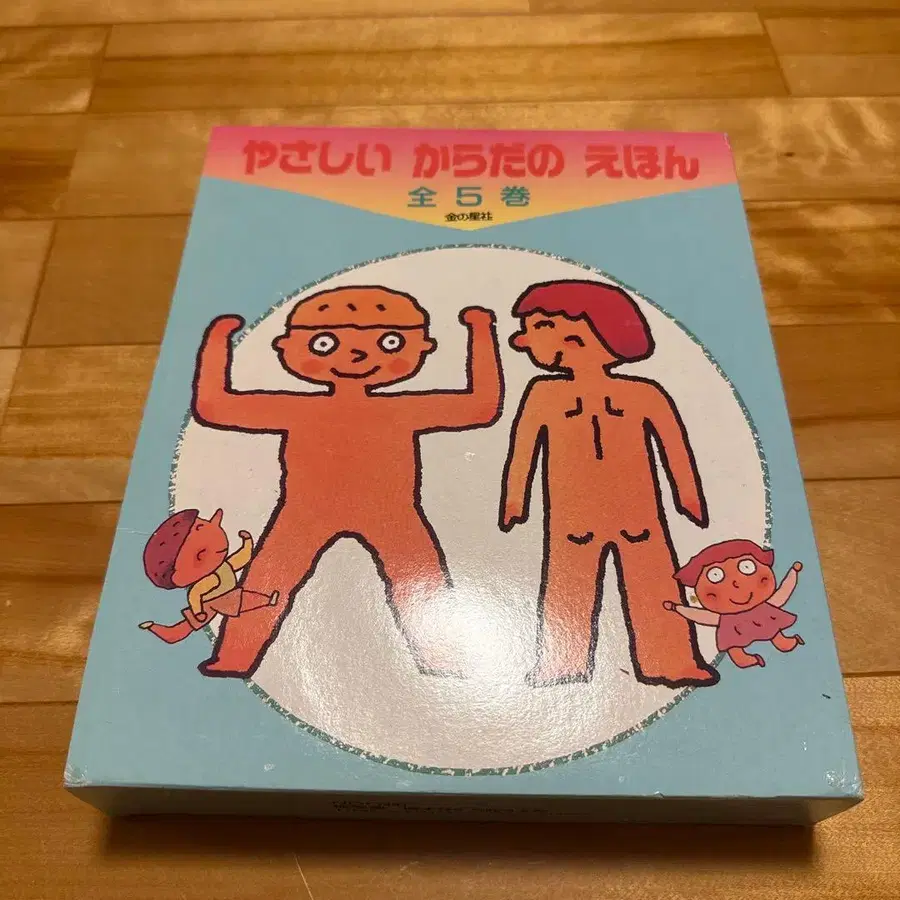 やさしい からだの えほん
全5巻
金の星社